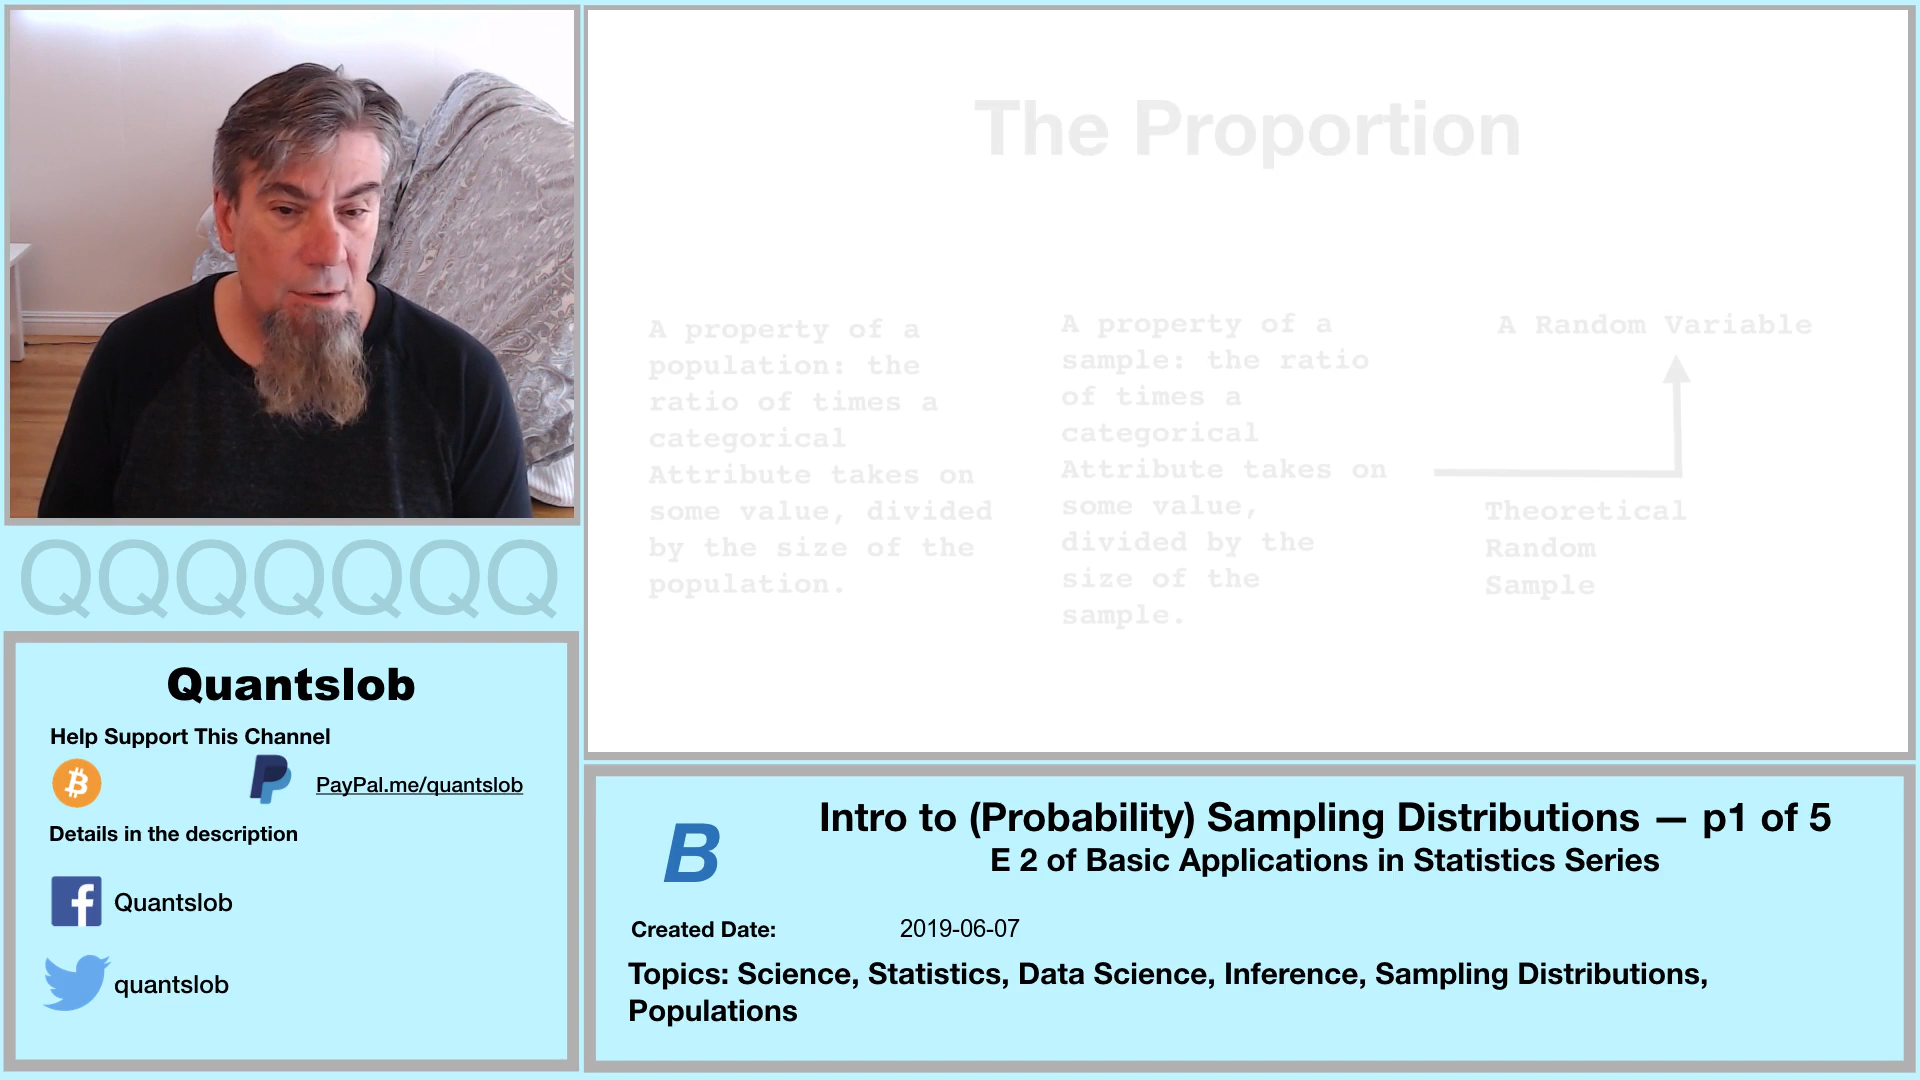 The Proportion
A property of a
population: the
ratio of times a
categorical
Attribute takes on
some value, divided
by the size of the
population.
A property of a
sample: the ratio
of times a
categorical
Attribute takes on
some value,
divided by the
size of the
sample.
A Random Variable
Theoretical
Random
Sample
QQQQQQQ
Quantslob
Help Support This Channel
PayPal.me/quantslob
Details in the description
Quantslob
quantslob
B
Intro to (Probability) Sampling Distributions — p1 of 5
E 2 of Basic Applications in Statistics Series
Created Date: 2019-06-07
Topics: Science, Statistics, Data Science, Inference, Sampling Distributions,
Populations